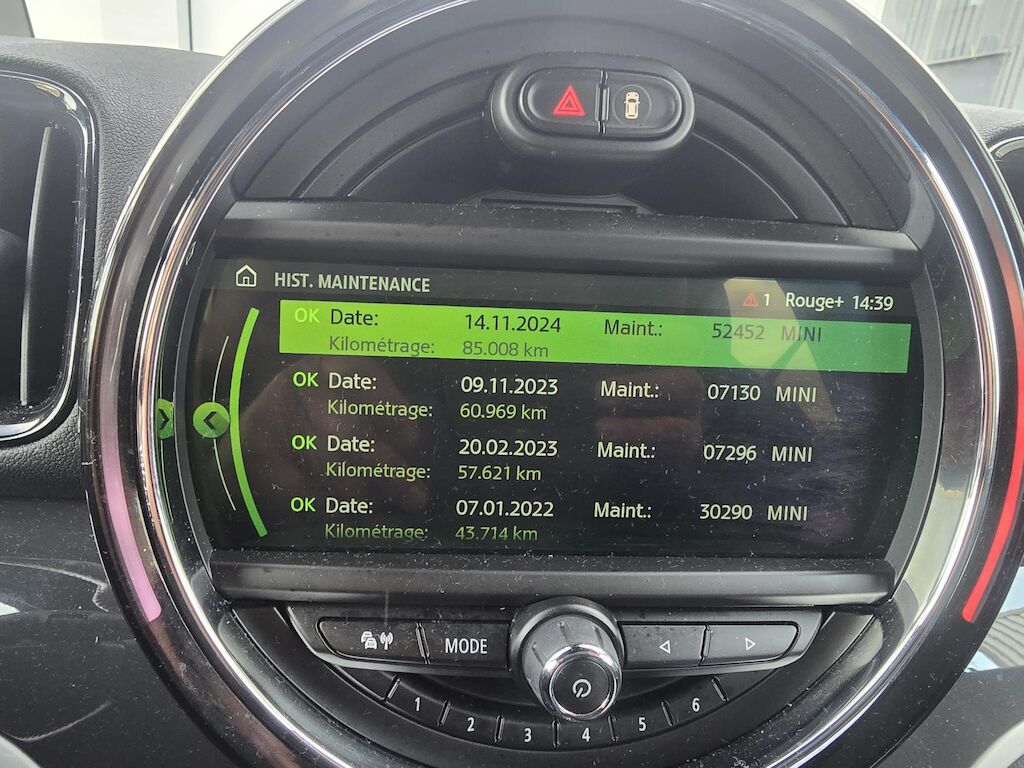 HIST. MAINTENANCE
1 Rouge+ 14:39
OK Date: 14.11.2024 Maint.: 52452 MINI
Kilométrage: 85.008 km
OK Date: 09.11.2023 Maint.: 07130 MINI
Kilométrage: 60.969 km
OK Date: 20.02.2023 Maint.: 07296 MINI
Kilométrage: 57.621 km
OK Date: 07.01.2022 Maint.: 30290 MINI
Kilométrage: 43.714 km
MODE
1 2 3 4 5 6